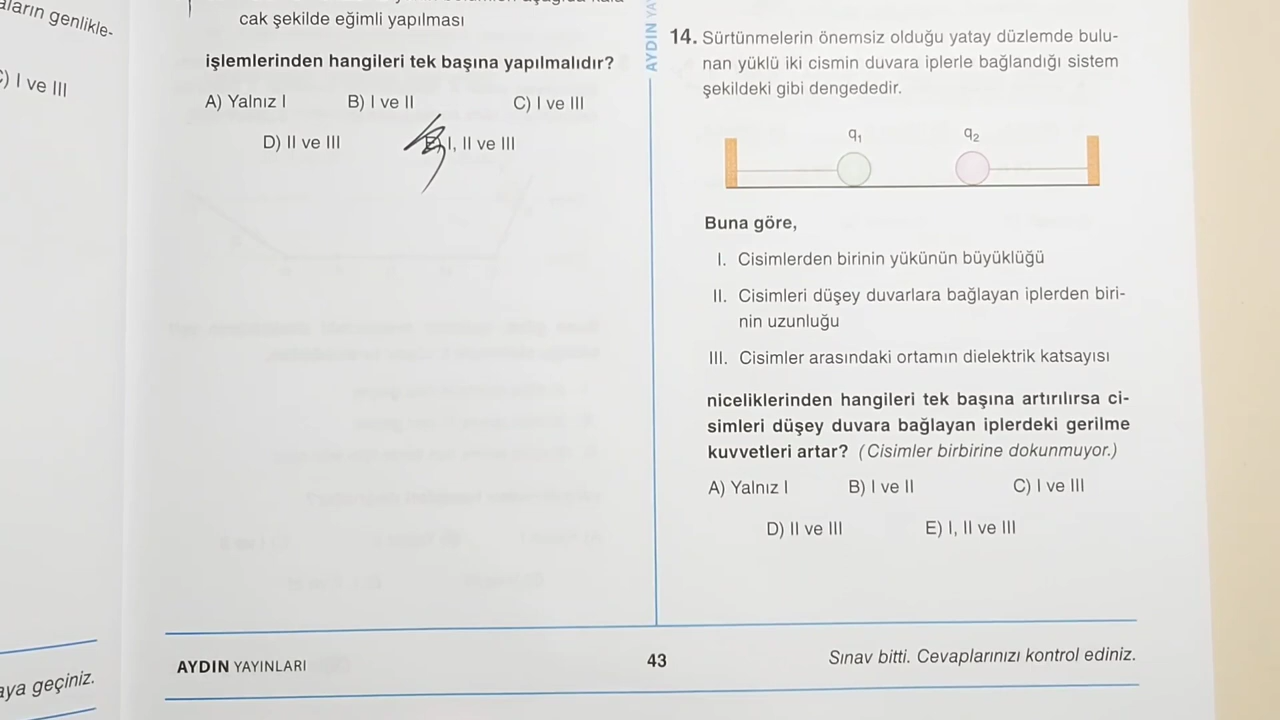 genlikle-
I ve III
aya geçiniz.
cak şekilde eğimli yapılması
işlemlerinden hangileri tek başına yapılmalıdır?
A) Yalnız I B) I ve II C) I ve III
D) II ve III E) I, II ve III
AYDIN
14. Sürtünmelerin önemsiz olduğu yatay düzlemde bulu-
nan yüklü iki cismin duvara iplerle bağlandığı sistem
şekildeki gibi dengededir.
q1 q2
Buna göre,
I. Cisimlerden birinin yükünün büyüklüğü
II. Cisimleri düşey duvarlara bağlayan iplerden biri-
nin uzunluğu
III. Cisimler arasındaki ortamın dielektrik katsayısı
niceliklerinden hangileri tek başına artırılırsa ci-
simleri düşey duvara bağlayan iplerdeki gerilme
kuvvetleri artar? (Cisimler birbirine dokunmuyor.)
A) Yalnız I B) I ve II C) I ve III
D) II ve III E) I, II ve III
AYDIN YAYINLARI 43 Sınav bitti. Cevaplarınızı kontrol ediniz.